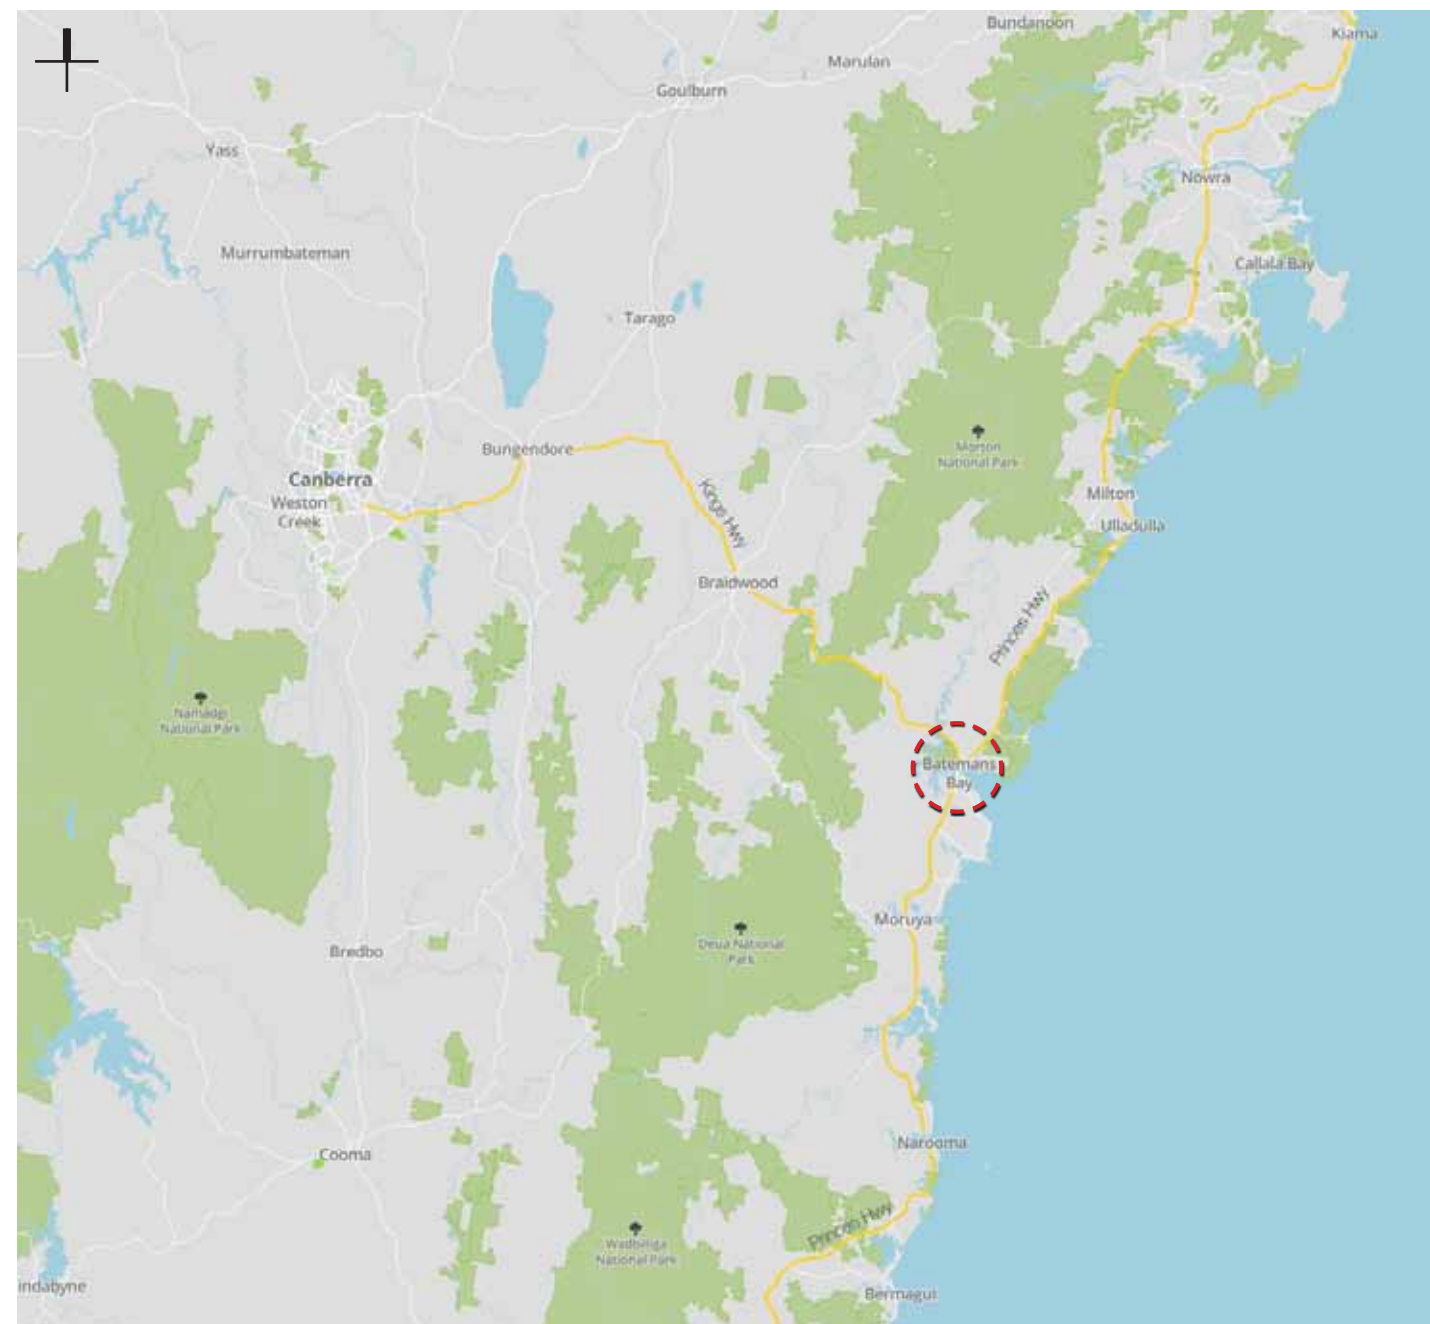 Bundanoon
Kiama
Marulan
Goulburn
Yass
Nowra
Murrumbateman
Callala Bay
Tarago
Bungendore
Morton
National Park
Canberra
Weston
Creek
Kings Hwy
Milton
Ulladulla
Braidwood
Princes Hwy
Namadgi
National Park
Batemans
Bay
Moruya
Deua National
Park
Bredbo
Narooma
Cooma
Princes Hwy
Wadbilliga
National Park
indabyne
Bermagui